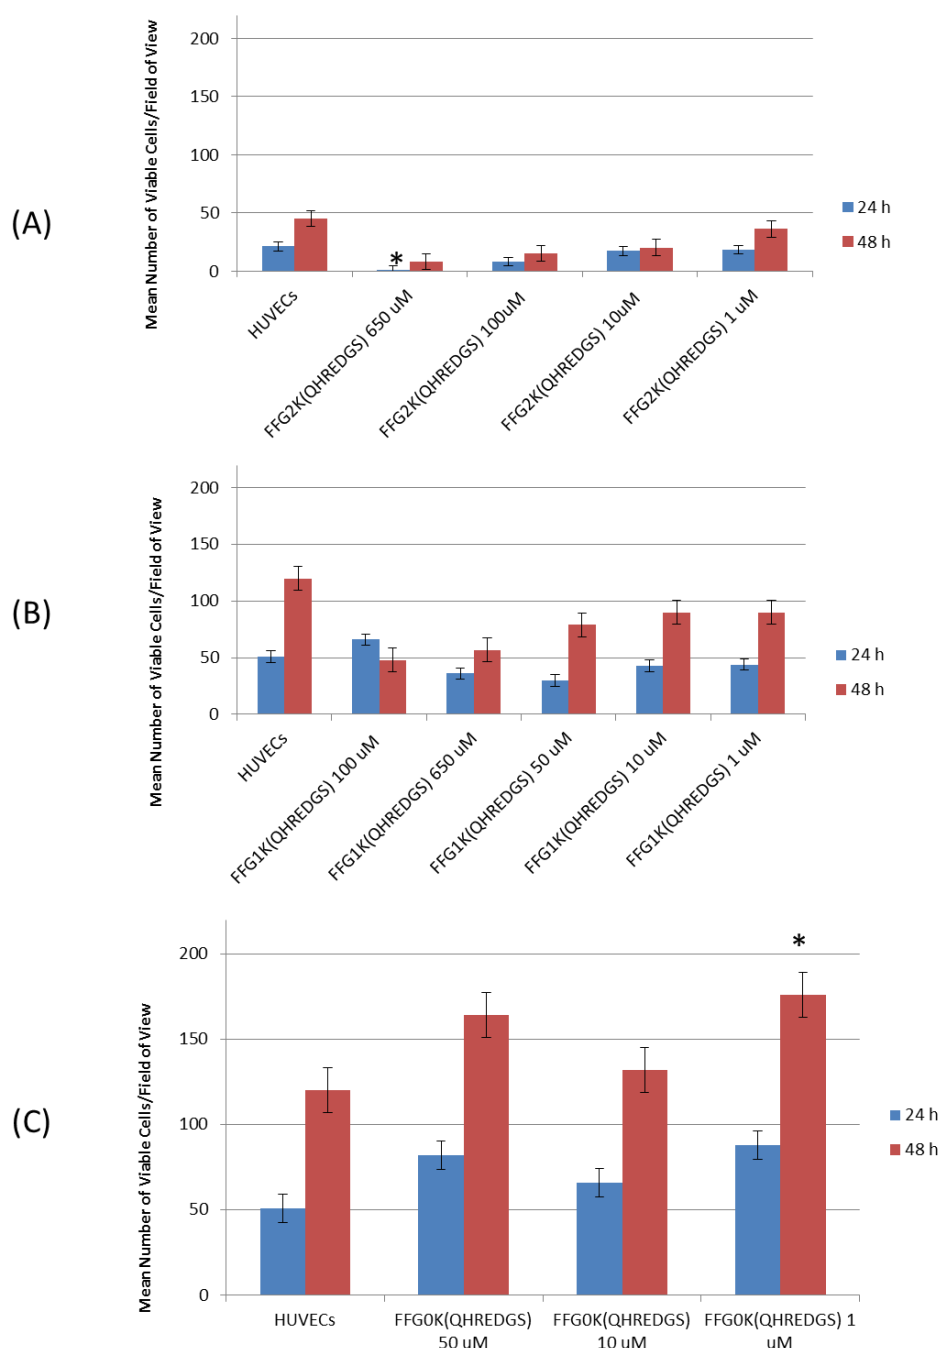 (A)
Mean Number of Viable Cells/Field of View
200
150
100
50
0
*
HUVECs
FFG2K(QHREDGS) 650 uM
FFG2K(QHREDGS) 100uM
FFG2K(QHREDGS) 10uM
FFG2K(QHREDGS) 1 uM
24 h
48 h
(B)
Mean Number of Viable Cells/Field of View
200
150
100
50
0
HUVECs
FFG1K(QHREDGS) 100 uM
FFG1K(QHREDGS) 650 uM
FFG1K(QHREDGS) 50 uM
FFG1K(QHREDGS) 10 uM
FFG1K(QHREDGS) 1 uM
24 h
48 h
(C)
Mean Number of Viable Cells/Field of View
200
150
100
50
0
*
HUVECs
FFG0K(QHREDGS)
50 uM
FFG0K(QHREDGS)
10 uM
FFG0K(QHREDGS) 1
uM
24 h
48 h